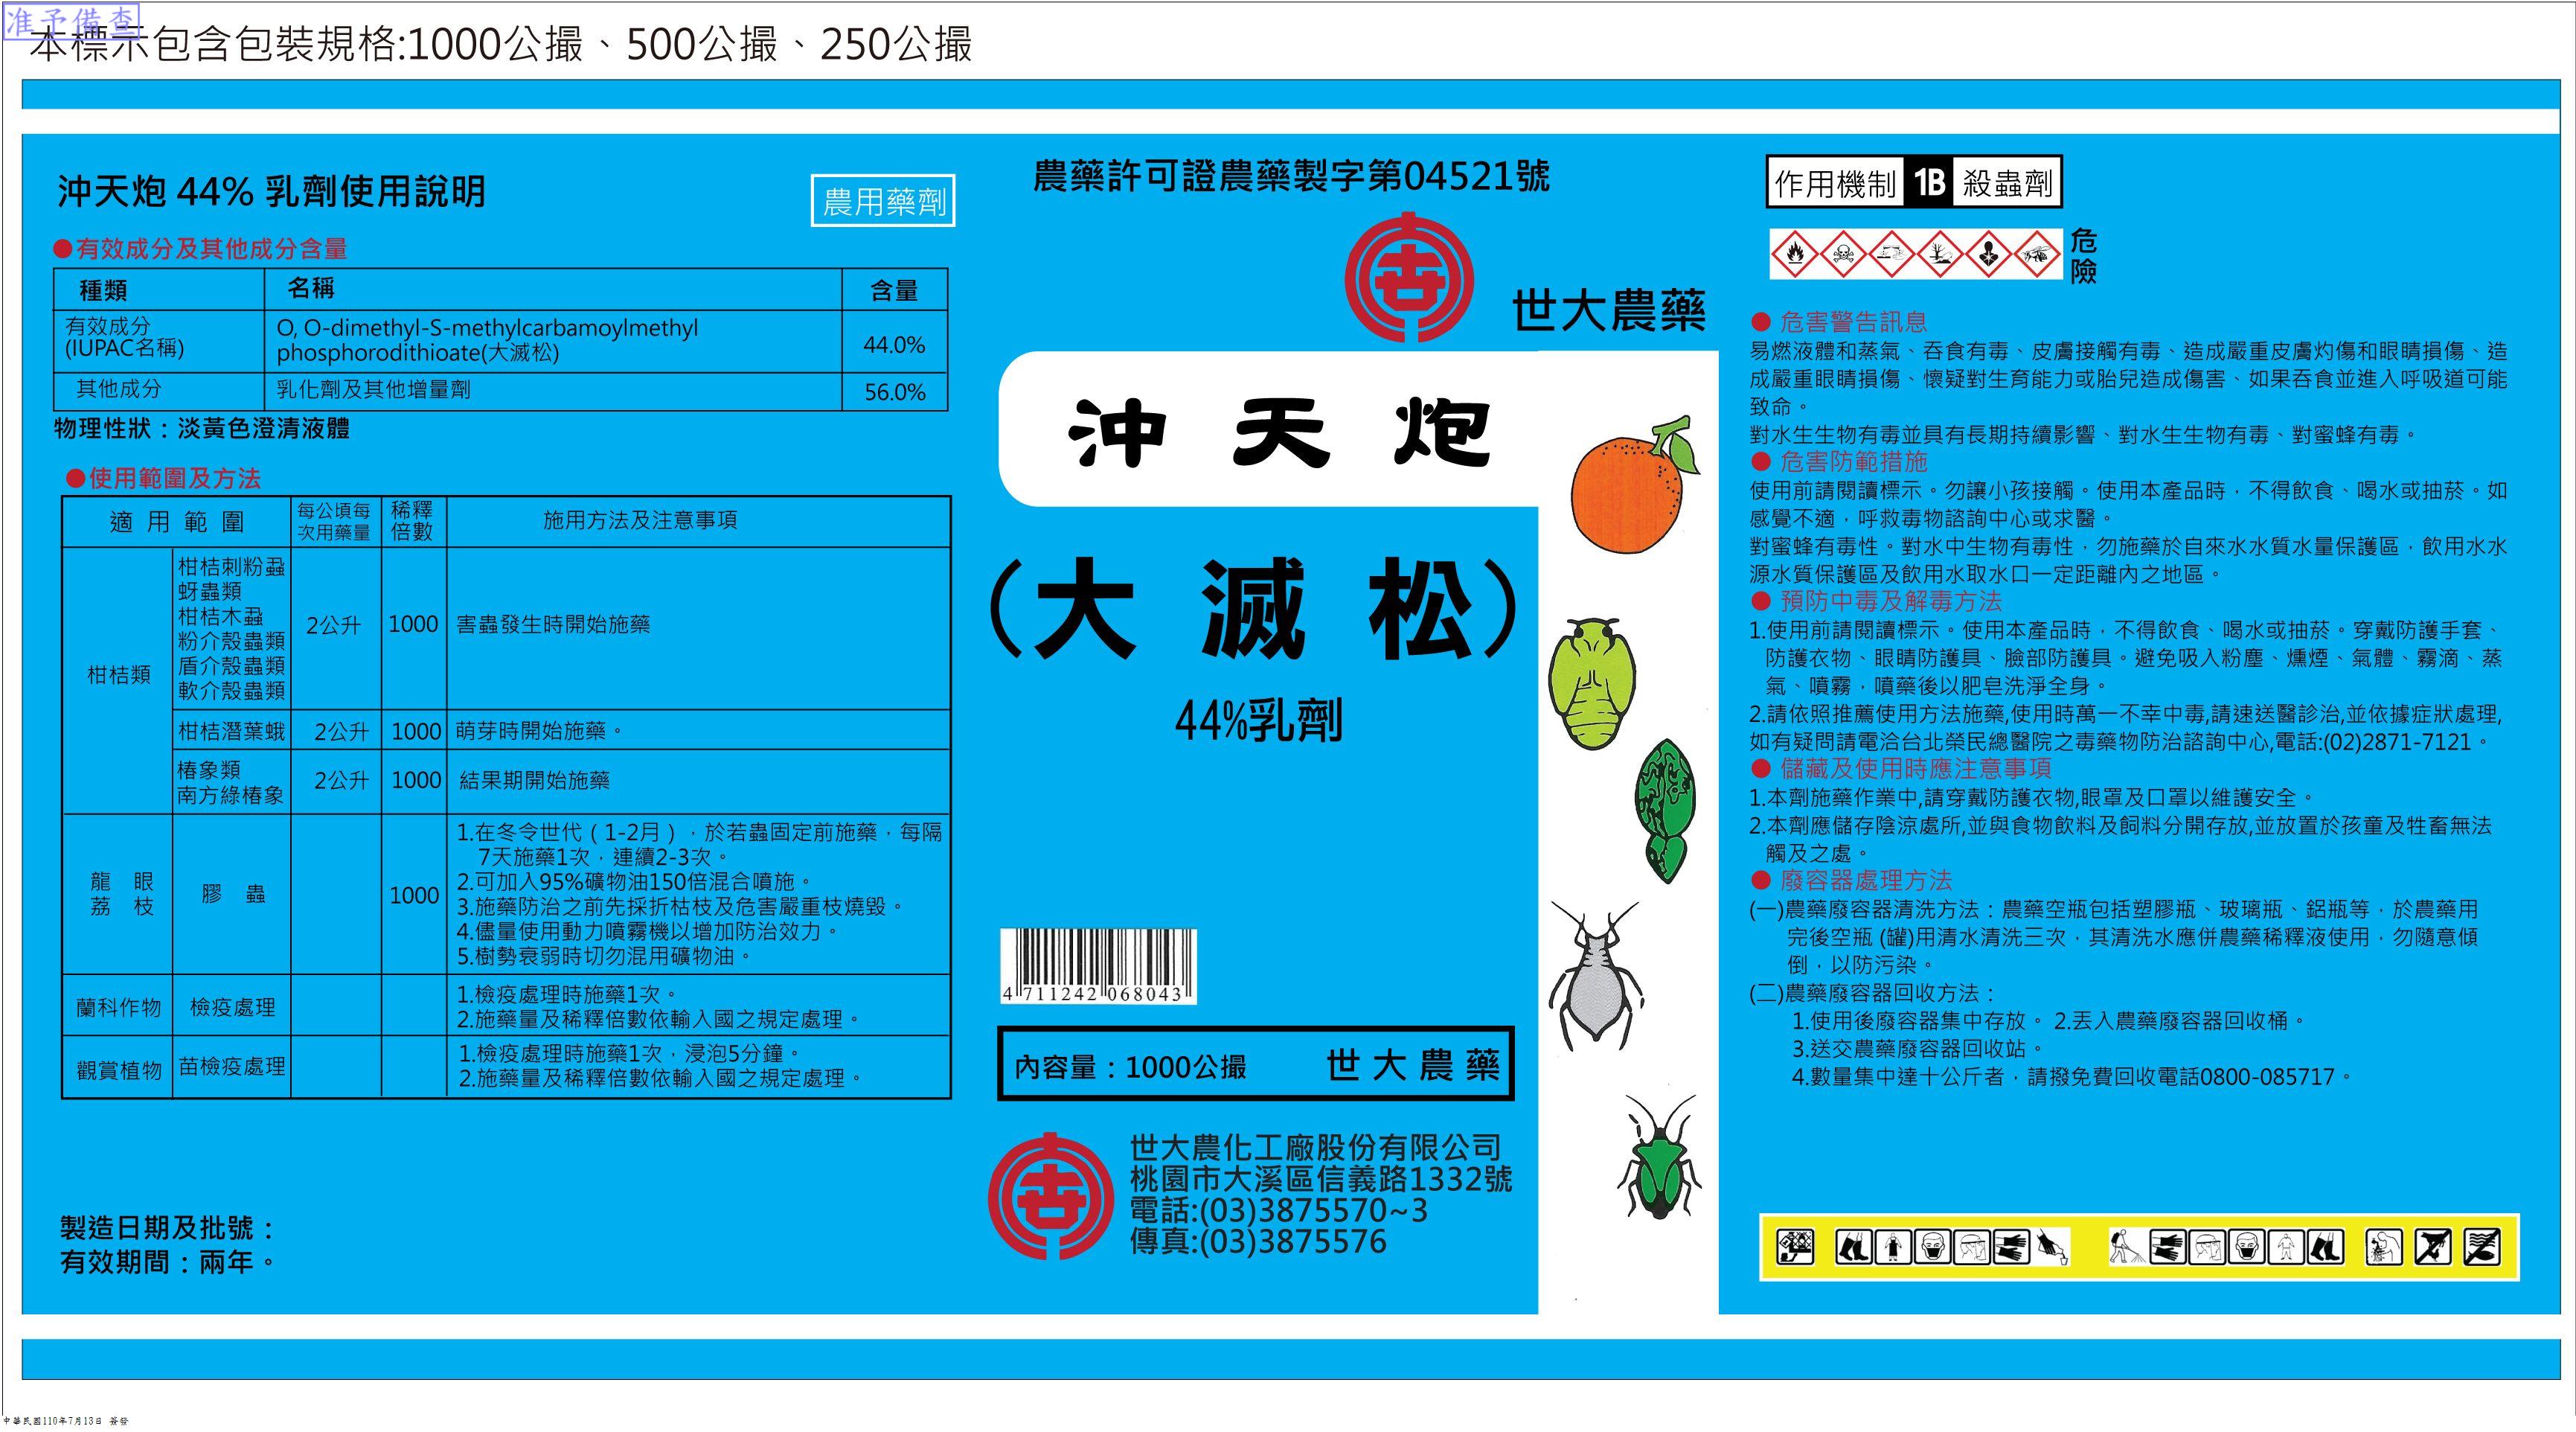 准予備查
本標示包含包裝規格:1000公撮、500公撮、250公撮
沖天炮 44% 乳劑使用說明
農用藥劑
●有效成分及其他成分含量
種類 名稱 含量
有效成分
(IUPAC名稱)
O, O-dimethyl-S-methylcarbamoylmethyl
phosphorodithioate(大滅松)
44.0%
其他成分 乳化劑及其他增量劑 56.0%
物理性狀：淡黃色澄清液體
●使用範圍及方法
適用範圍
每公頃每
次用藥量
稀釋
倍數
施用方法及注意事項
柑桔類
柑桔刺粉蝨
蚜蟲類
柑桔木蝨
粉介殼蟲類
盾介殼蟲類
軟介殼蟲類
2公升 1000 害蟲發生時開始施藥
柑桔潛葉蛾 2公升 1000 萌芽時開始施藥。
椿象類
南方綠椿象
2公升 1000 結果期開始施藥
龍眼
荔枝
膠蟲
1000
1.在冬令世代（1-2月），於若蟲固定前施藥，每隔
7天施藥1次，連續2-3次。
2.可加入95%礦物油150倍混合噴施。
3.施藥防治之前先採折枯枝及危害嚴重枝燒毀。
4.儘量使用動力噴霧機以增加防治效力。
5.樹勢衰弱時切勿混用礦物油。
蘭科作物 檢疫處理
1.檢疫處理時施藥1次。
2.施藥量及稀釋倍數依輸入國之規定處理。
觀賞植物 苗檢疫處理
1.檢疫處理時施藥1次，浸泡5分鐘。
2.施藥量及稀釋倍數依輸入國之規定處理。
製造日期及批號：
有效期間：兩年。
農藥許可證農藥製字第04521號
世大農藥
沖天炮
（大滅松）
44%乳劑
4 711242 068043
內容量：1000公撮 世大農藥
世大農化工廠股份有限公司
桃園市大溪區信義路1332號
電話:(03)3875570~3
傳真:(03)3875576
作用機制 1B 殺蟲劑
危
險
● 危害警告訊息
易燃液體和蒸氣、吞食有毒、皮膚接觸有毒、造成嚴重皮膚灼傷和眼睛損傷、造
成嚴重眼睛損傷、懷疑對生育能力或胎兒造成傷害、如果吞食並進入呼吸道可能
致命。
對水生生物有毒並具有長期持續影響、對水生生物有毒、對蜜蜂有毒。
● 危害防範措施
使用前請閱讀標示。勿讓小孩接觸。使用本產品時，不得飲食、喝水或抽菸。如
感覺不適，呼救毒物諮詢中心或求醫。
對蜜蜂有毒性。對水中生物有毒性，勿施藥於自來水水質水量保護區，飲用水水
源水質保護區及飲用水取水口一定距離內之地區。
● 預防中毒及解毒方法
1.使用前請閱讀標示。使用本產品時，不得飲食、喝水或抽菸。穿戴防護手套、
防護衣物、眼睛防護具、臉部防護具。避免吸入粉塵、燻煙、氣體、霧滴、蒸
氣、噴霧，噴藥後以肥皂洗淨全身。
2.請依照推薦使用方法施藥,使用時萬一不幸中毒,請速送醫診治,並依據症狀處理,
如有疑問請電洽台北榮民總醫院之毒藥物防治諮詢中心,電話:(02)2871-7121。
● 儲藏及使用時應注意事項
1.本劑施藥作業中,請穿戴防護衣物,眼罩及口罩以維護安全。
2.本劑應儲存陰涼處所,並與食物飲料及飼料分開存放,並放置於孩童及牲畜無法
觸及之處。
● 廢容器處理方法
(一)農藥廢容器清洗方法：農藥空瓶包括塑膠瓶、玻璃瓶、鋁瓶等，於農藥用
完後空瓶 (罐)用清水清洗三次，其清洗水應併農藥稀釋液使用，勿隨意傾
倒，以防污染。
(二)農藥廢容器回收方法：
1.使用後廢容器集中存放。 2.丟入農藥廢容器回收桶。
3.送交農藥廢容器回收站。
4.數量集中達十公斤者，請撥免費回收電話0800-085717。
中華民國110年7月13日 簽發